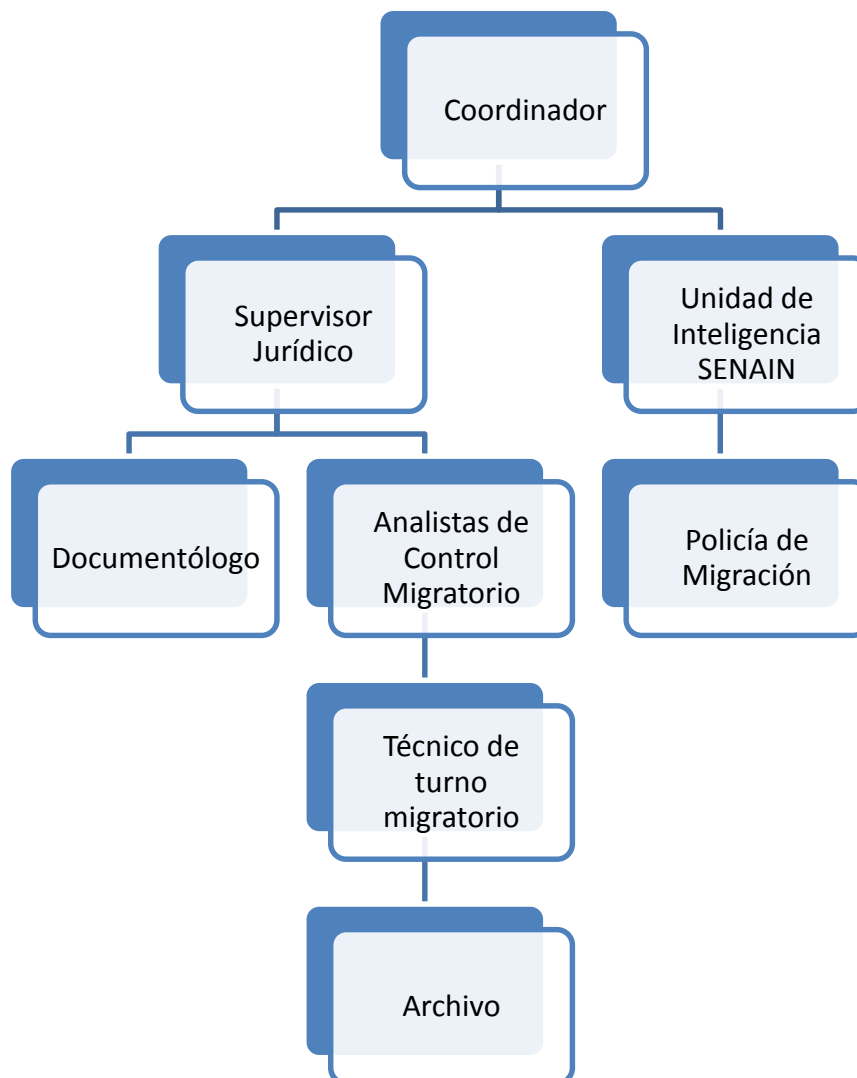 Coordinador
Supervisor
Jurídico
Unidad de
Inteligencia
SENAIN
Documentólogo
Analistas de
Control
Migratorio
Policía de
Migración
Técnico de
turno
migratorio
Archivo